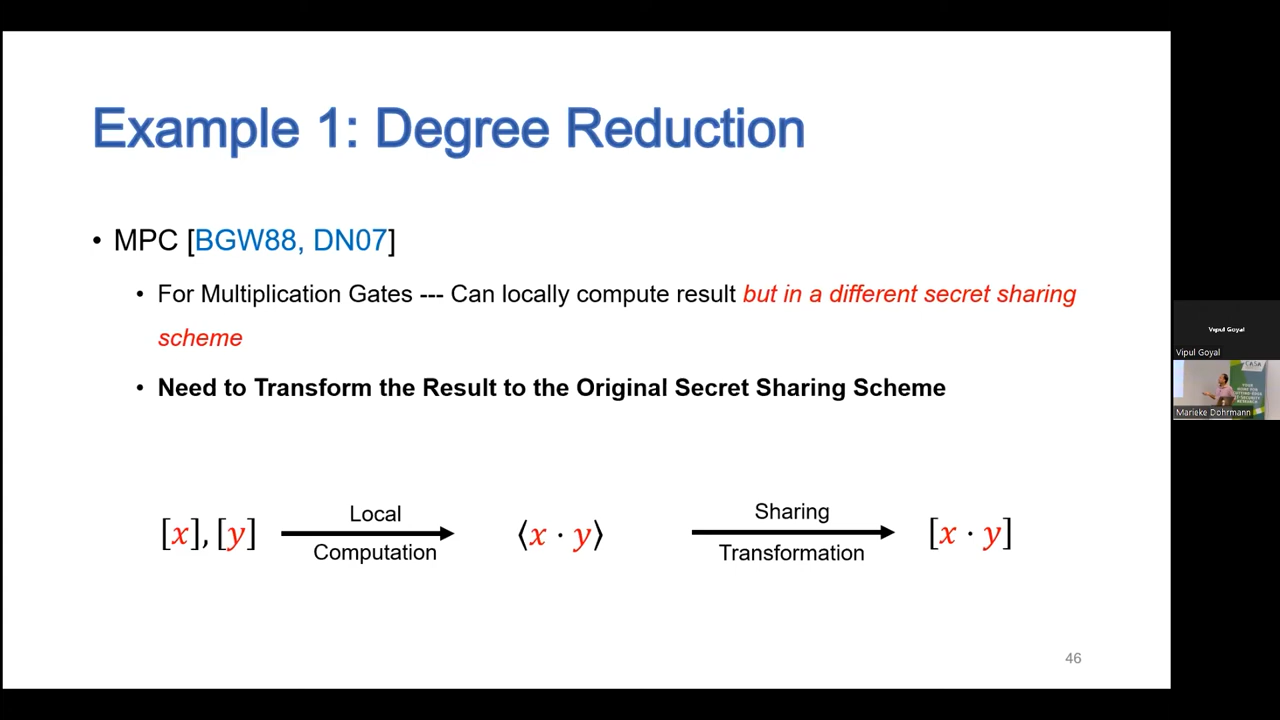 Example 1: Degree Reduction
• MPC [BGW88, DN07]
• For Multiplication Gates --- Can locally compute result but in a different secret sharing
scheme
• Need to Transform the Result to the Original Secret Sharing Scheme
[x], [y]
Local
Computation
⟨x · y⟩
Sharing
Transformation
[x · y]
46
Vipul Goyal
Vipul Goyal
CASA
Marieke Dohrmann